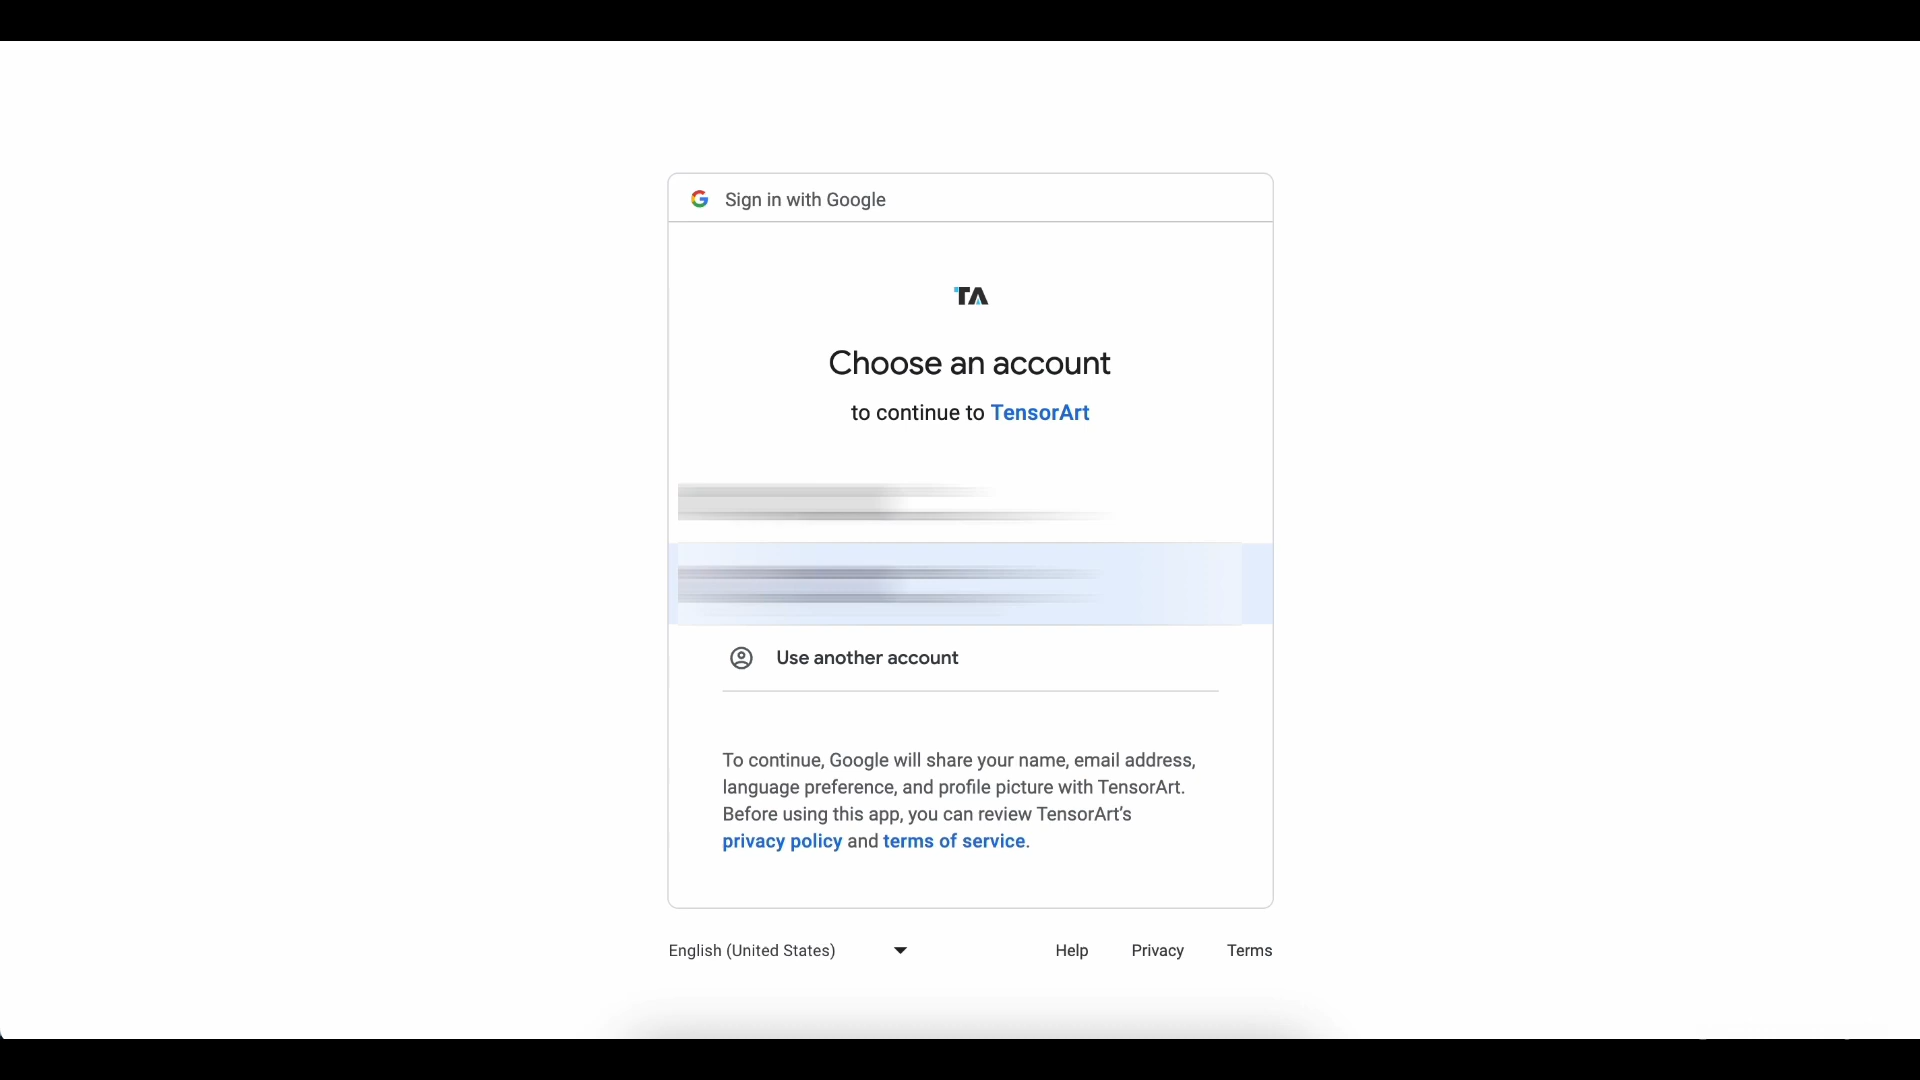 Sign in with Google
TA
Choose an account
to continue to TensorArt
Use another account
To continue, Google will share your name, email address,
language preference, and profile picture with TensorArt.
Before using this app, you can review TensorArt's
privacy policy and terms of service.
English (United States)
Help
Privacy
Terms